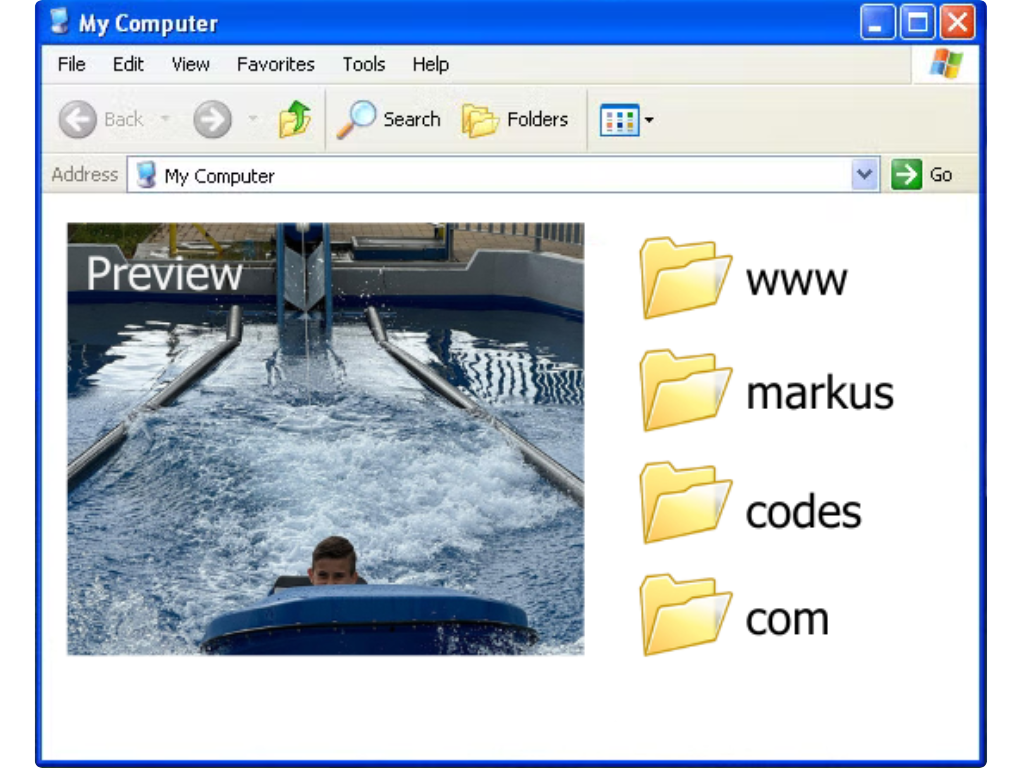 My Computer
File Edit View Favorites Tools Help
Back Search Folders
Address My Computer Go
Preview
www
markus
codes
com